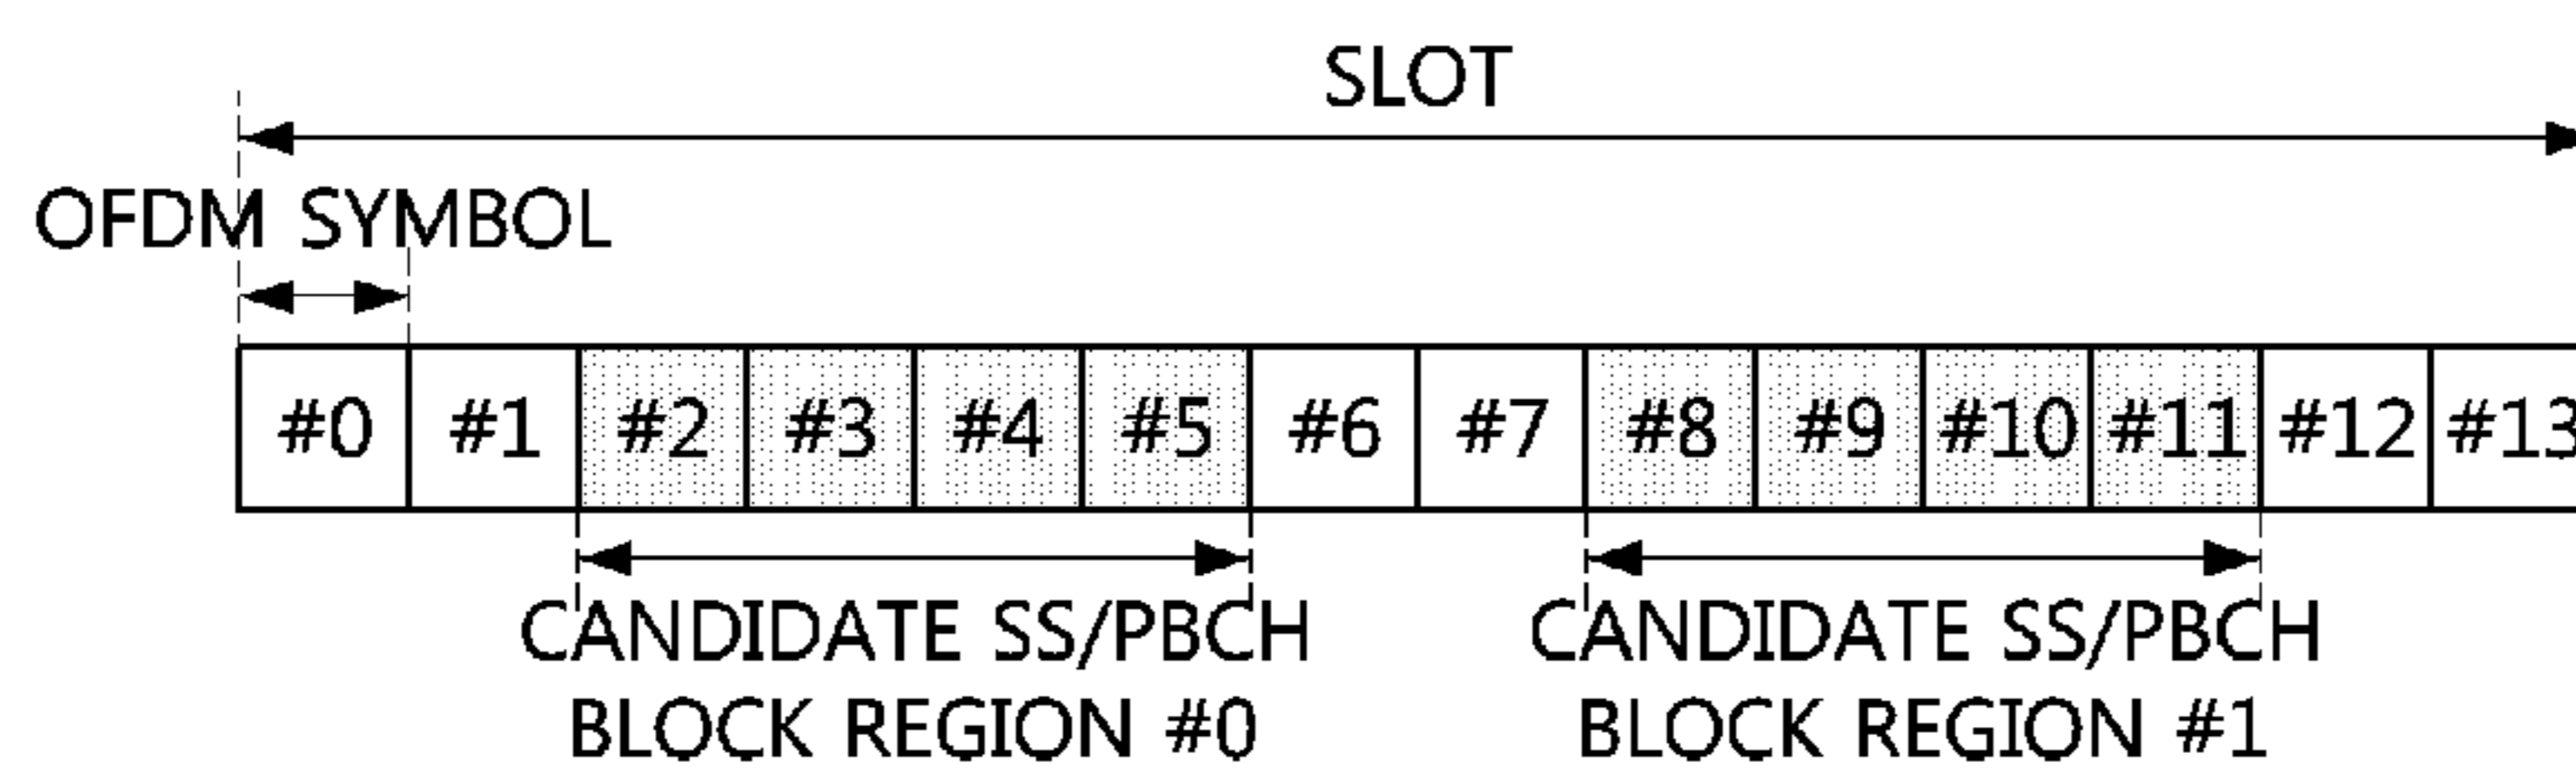 SLOT
OFDM SYMBOL
#0 #1 #2 #3 #4 #5 #6 #7 #8 #9 #10 #11 #12 #13
CANDIDATE SS/PBCH
BLOCK REGION #0
CANDIDATE SS/PBCH
BLOCK REGION #1